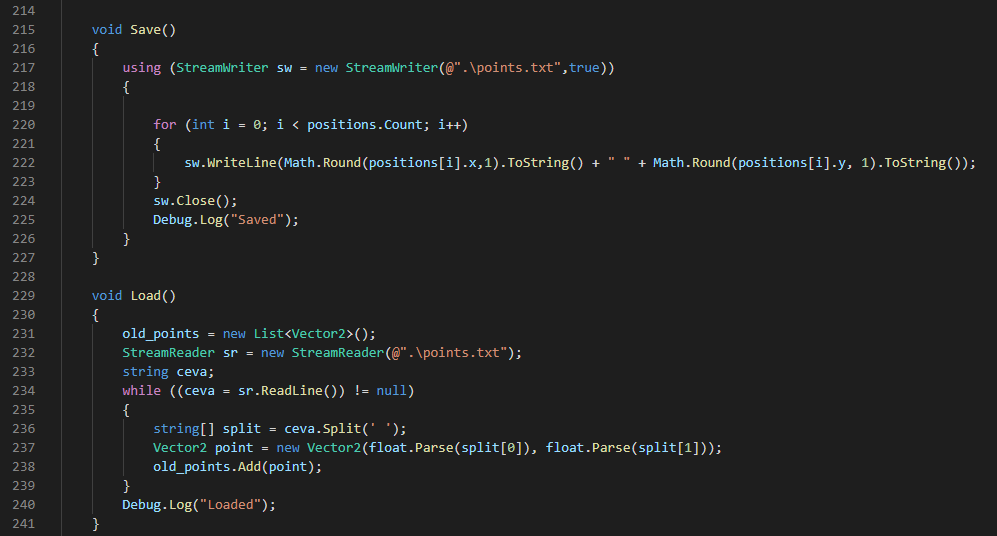 214
215 void Save()
216 {
217 using (StreamWriter sw = new StreamWriter(@".\points.txt",true))
218 {
219
220 for (int i = 0; i < positions.Count; i++)
221 {
222 sw.WriteLine(Math.Round(positions[i].x,1).ToString() + " " + Math.Round(positions[i].y, 1).ToString());
223 }
224 sw.Close();
225 Debug.Log("Saved");
226 }
227 }
228
229 void Load()
230 {
231 old_points = new List<Vector2>();
232 StreamReader sr = new StreamReader(@".\points.txt");
233 string ceva;
234 while ((ceva = sr.ReadLine()) != null)
235 {
236 string[] split = ceva.Split(' ');
237 Vector2 point = new Vector2(float.Parse(split[0]), float.Parse(split[1]));
238 old_points.Add(point);
239 }
240 Debug.Log("Loaded");
241 }